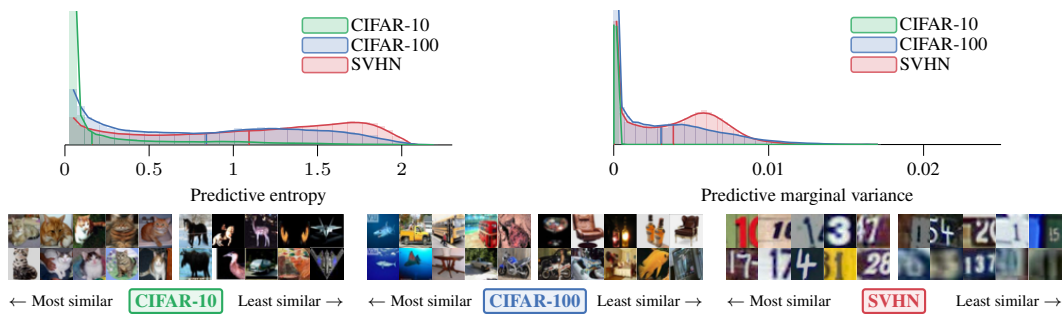 CIFAR-10
CIFAR-100
SVHN
0 0.5 1 1.5 2
Predictive entropy
CIFAR-10
CIFAR-100
SVHN
0 0.01 0.02
Predictive marginal variance
← Most similar CIFAR-10 Least similar →
← Most similar CIFAR-100 Least similar →
← Most similar SVHN Least similar →